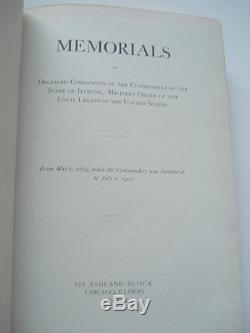 MEMORIALS
OF
DECEASED COMPANIONS OF THE COMMANDERY OF THE
STATE OF ILLINOIS, MILITARY ORDER OF THE
LOYAL LEGION OF THE UNITED STATES.
From May 8, 1879, when the Commandery was Instituted,
to July 1, 1901
ASHLAND BLOCK,
CHICAGO, ILLINOIS